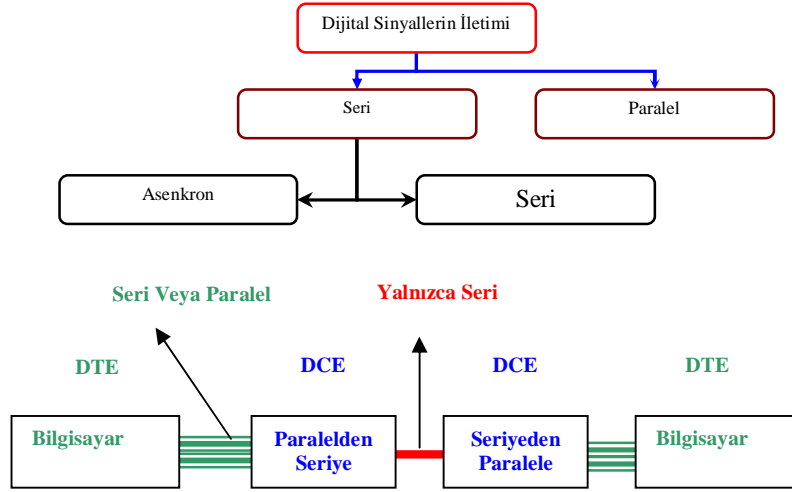 Dijital Sinyallerin İletimi
Seri
Paralel
Asenkron
Seri
Seri Veya Paralel
Yalnızca Seri
DTE
DCE
DCE
DTE
Bilgisayar
Paralelden
Seriye
Seriyeden
Paralele
Bilgisayar